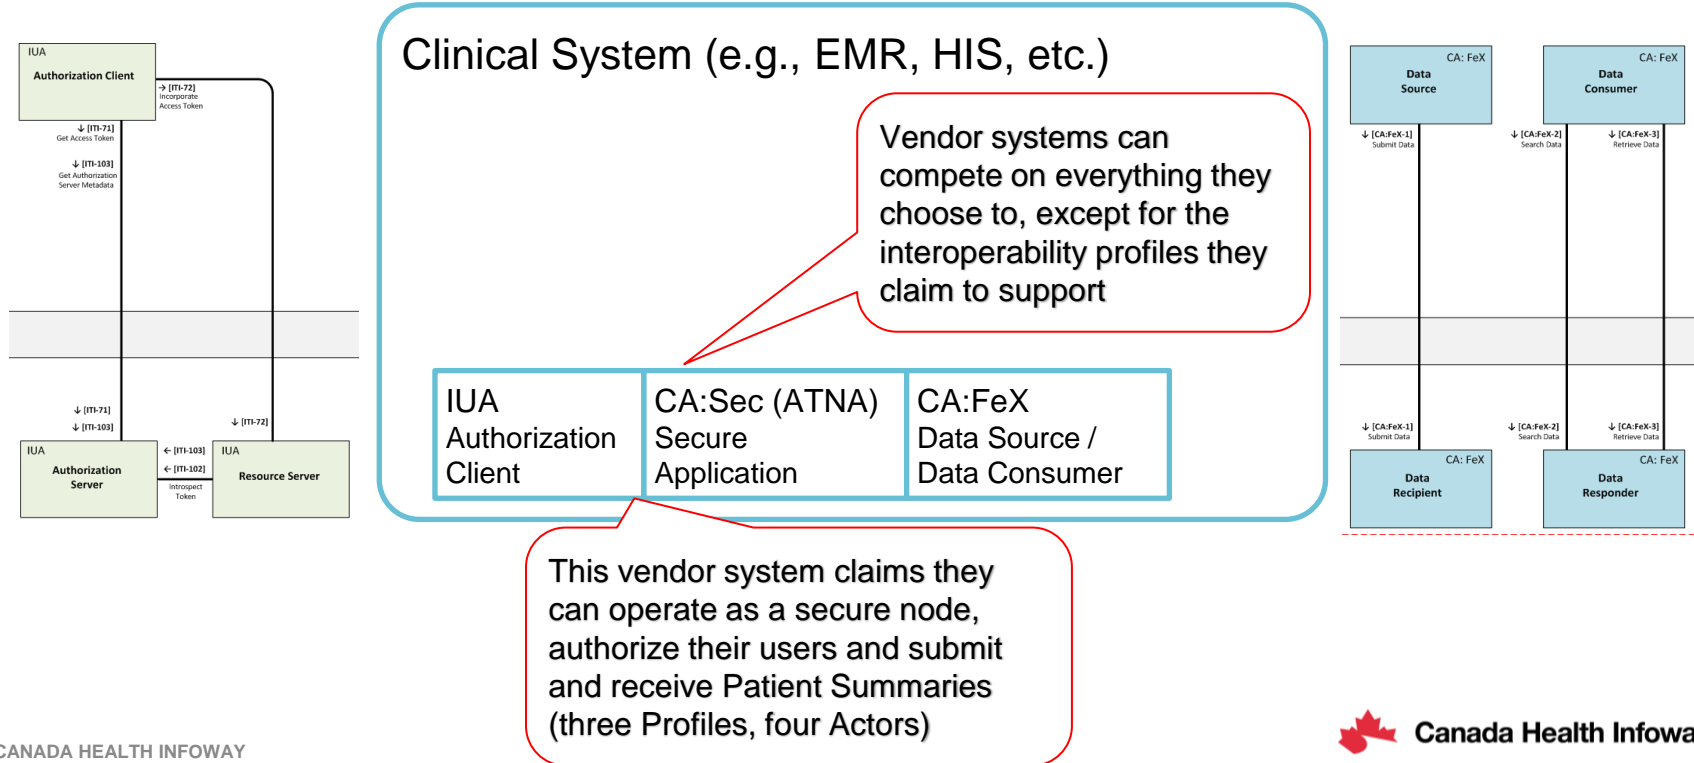 IUA
Authorization Client
→ [ITI-72]
Incorporate
Access Token
↓ [ITI-71]
Get Access Token
↓ [ITI-103]
Get Authorization
Server Metadata
↓ [ITI-71]
↓ [ITI-103]
↓ [ITI-72]
IUA
Authorization
Server
← [ITI-103]
← [ITI-102]
Introspect
Token
IUA
Resource Server
Clinical System (e.g., EMR, HIS, etc.)
Vendor systems can
compete on everything they
choose to, except for the
interoperability profiles they
claim to support
IUA
Authorization
Client
CA:Sec (ATNA)
Secure
Application
CA:FeX
Data Source /
Data Consumer
This vendor system claims they
can operate as a secure node,
authorize their users and submit
and receive Patient Summaries
(three Profiles, four Actors)
CA: FeX
Data
Source
CA: FeX
Data
Consumer
↓ [CA:FeX-1]
Submit Data
↓ [CA:FeX-2]
Search Data
↓ [CA:FeX-3]
Retrieve Data
↓ [CA:FeX-1]
Submit Data
↓ [CA:FeX-2]
Search Data
↓ [CA:FeX-3]
Retrieve Data
CA: FeX
Data
Recipient
CA: FeX
Data
Responder
CANADA HEALTH INFOWAY
Canada Health Infowa